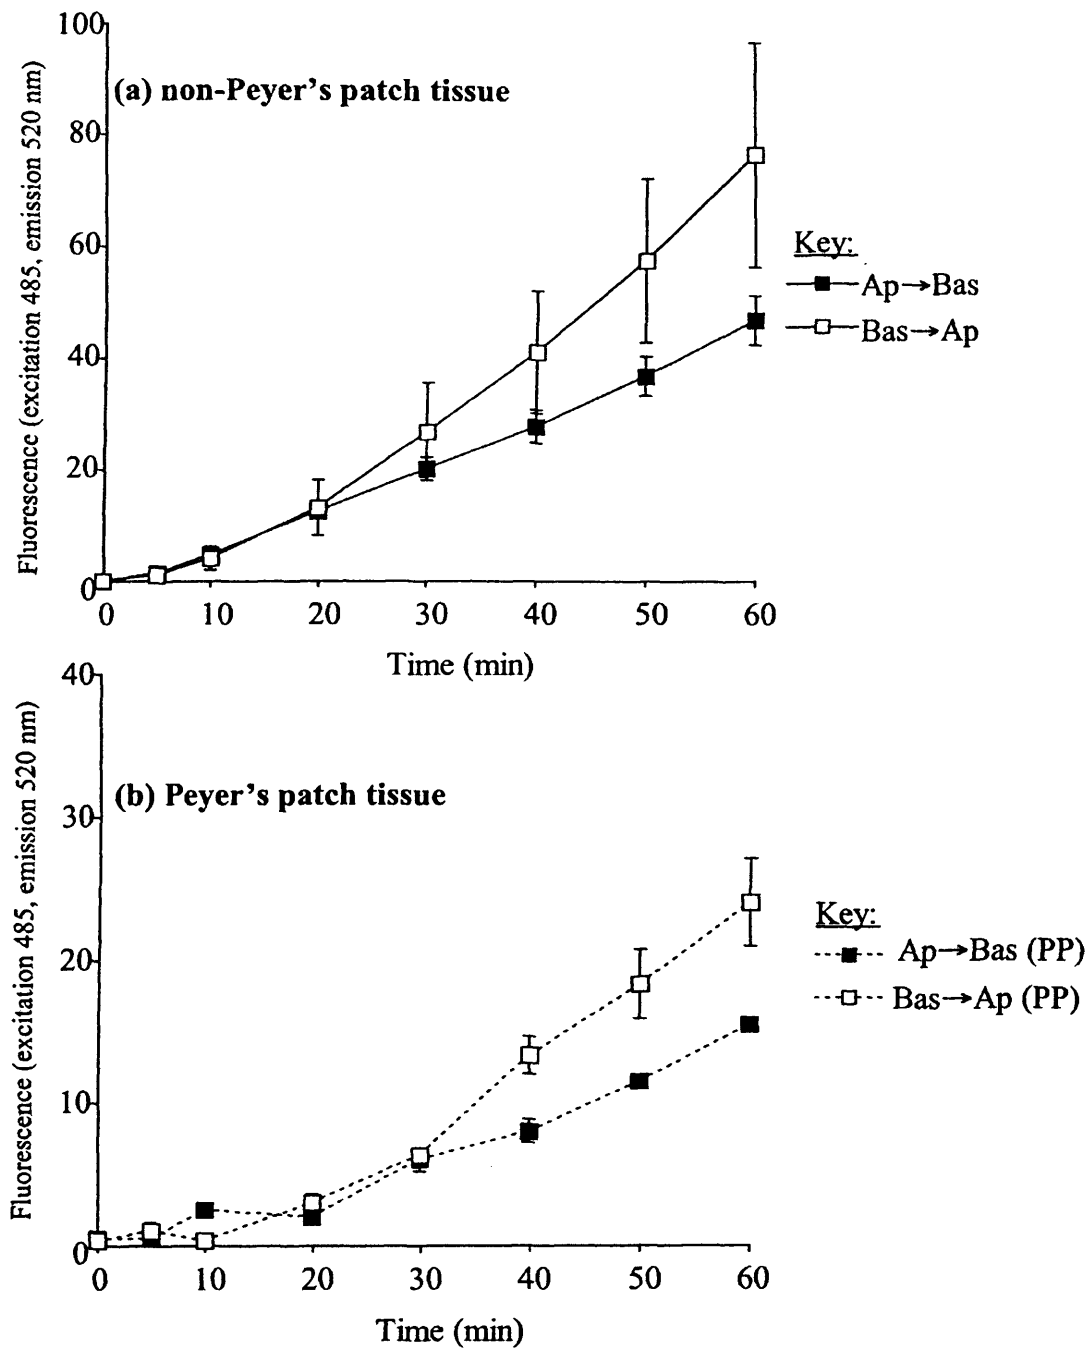 100
(a) non-Peyer's patch tissue
80
60
40
20
0
Fluorescence (excitation 485, emission 520 nm)
Key:
Ap→Bas
Bas→Ap
0 10 20 30 40 50 60
Time (min)
40
(b) Peyer's patch tissue
30
20
10
0
Fluorescence (excitation 485, emission 520 nm)
Key:
Ap→Bas (PP)
Bas→Ap (PP)
0 10 20 30 40 50 60
Time (min)